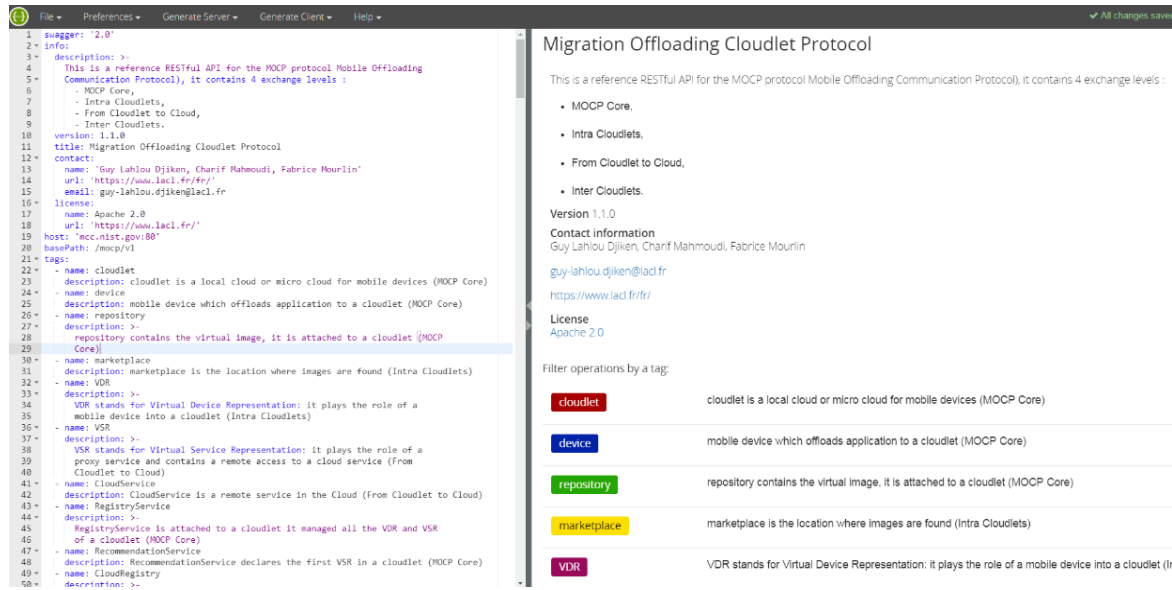 File Preferences Generate Server Generate Client Help All changes saved
1 swagger: '2.0'
2 info:
3 description: >-
4 This is a reference RESTful API for the MOCP protocol Mobile Offloading
5 Communication Protocol), it contains 4 exchange levels :
6 - MOCP Core,
7 - Intra Cloudlets,
8 - From Cloudlet to Cloud,
9 - Inter Cloudlets.
10 version: 1.1.0
11 title: Migration Offloading Cloudlet Protocol
12 contact:
13 name: 'Guy Lahlou Djiken, Charif Mahmoudi, Fabrice Mourlin'
14 url: 'https://www.lacl.fr/fr/'
15 email: guy-lahlou.djiken@lacl.fr
16 license:
17 name: Apache 2.0
18 url: 'https://www.lacl.fr/'
19 host: 'mcc.nist.gov:80'
20 basePath: /mocp/v1
21 tags:
22 - name: cloudlet
23 description: cloudlet is a local cloud or micro cloud for mobile devices (MOCP Core)
24 - name: device
25 description: mobile device which offloads application to a cloudlet (MOCP Core)
26 - name: repository
27 description: >-
28 repository contains the virtual image, it is attached to a cloudlet (MOCP
29 Core)
30 - name: marketplace
31 description: marketplace is the location where images are found (Intra Cloudlets)
32 - name: VDR
33 description: >-
34 VDR stands for Virtual Device Representation: it plays the role of a
35 mobile device into a cloudlet (Intra Cloudlets)
36 - name: VSR
37 description: >-
38 VSR stands for Virtual Service Representation: it plays the role of a
39 proxy service and contains a remote access to a cloud service (From
40 Cloudlet to Cloud)
41 - name: CloudService
42 description: CloudService is a remote service in the Cloud (From Cloudlet to Cloud)
43 - name: RegistryService
44 description: >-
45 RegistryService is attached to a cloudlet it managed all the VDR and VSR
46 of a cloudlet (MOCP Core)
47 - name: RecommendationService
48 description: RecommendationService declares the first VSR in a cloudlet (MOCP Core)
49 - name: CloudRegistry
50 description: >-
Migration Offloading Cloudlet Protocol
This is a reference RESTful API for the MOCP protocol Mobile Offloading Communication Protocol), it contains 4 exchange levels :
• MOCP Core,
• Intra Cloudlets,
• From Cloudlet to Cloud,
• Inter Cloudlets.
Version 1.1.0
Contact information
Guy Lahlou Djiken, Charif Mahmoudi, Fabrice Mourlin
guy-lahlou.djiken@lacl.fr
https://www.lacl.fr/fr/
License
Apache 2.0
Filter operations by a tag:
cloudlet cloudlet is a local cloud or micro cloud for mobile devices (MOCP Core)
device mobile device which offloads application to a cloudlet (MOCP Core)
repository repository contains the virtual image, it is attached to a cloudlet (MOCP Core)
marketplace marketplace is the location where images are found (Intra Cloudlets)
VDR VDR stands for Virtual Device Representation: it plays the role of a mobile device into a cloudlet